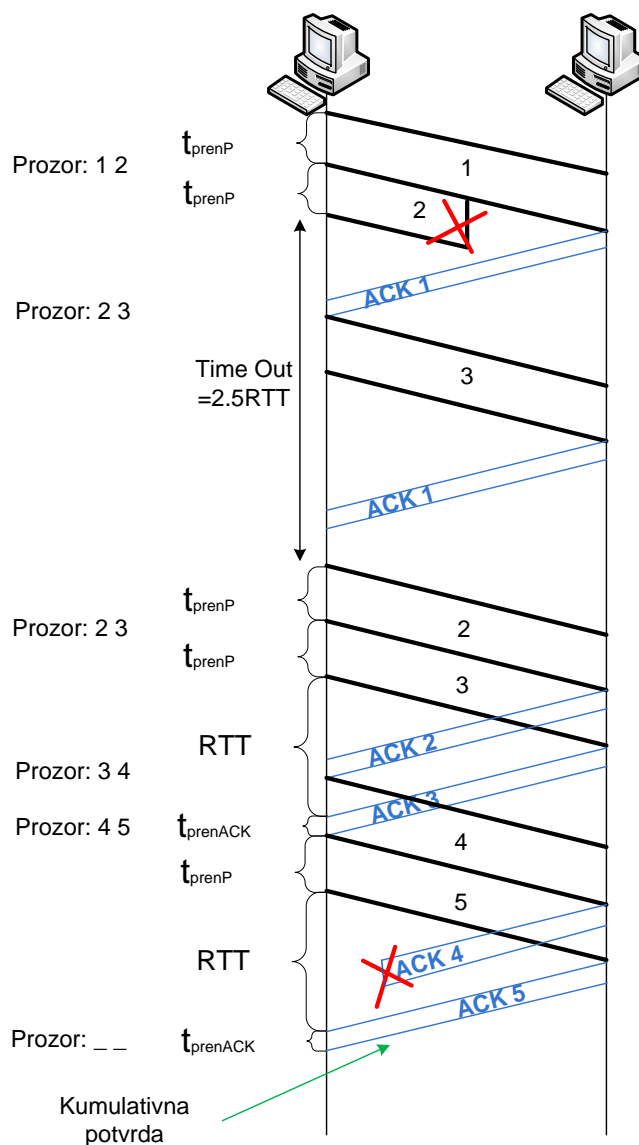 t_prenP
Prozor: 1 2
1
t_prenP
2
ACK 1
Prozor: 2 3
Time Out
=2.5RTT
3
ACK 1
t_prenP
Prozor: 2 3
2
t_prenP
3
RTT
ACK 2
Prozor: 3 4
ACK 3
Prozor: 4 5
t_prenACK
4
t_prenP
5
RTT
ACK 4
ACK 5
Prozor: _ _
t_prenACK
Kumulativna
potvrda